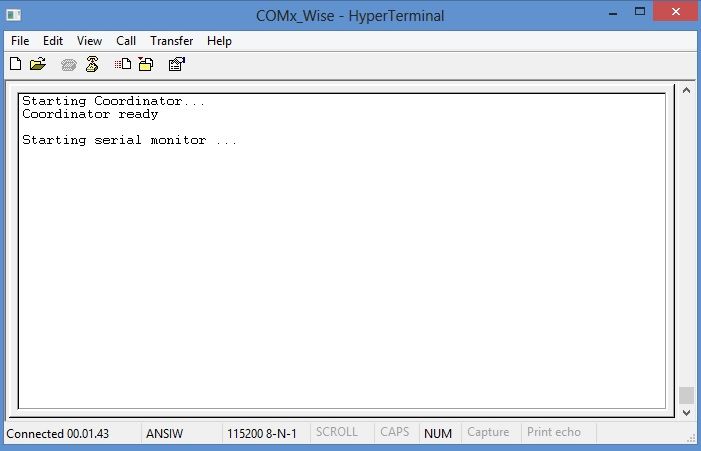 COMx_Wise - HyperTerminal
File Edit View Call Transfer Help
Starting Coordinator...
Coordinator ready
Starting serial monitor ...
Connected 00.01.43 ANSIW 115200 8-N-1 SCROLL CAPS NUM Capture Print echo